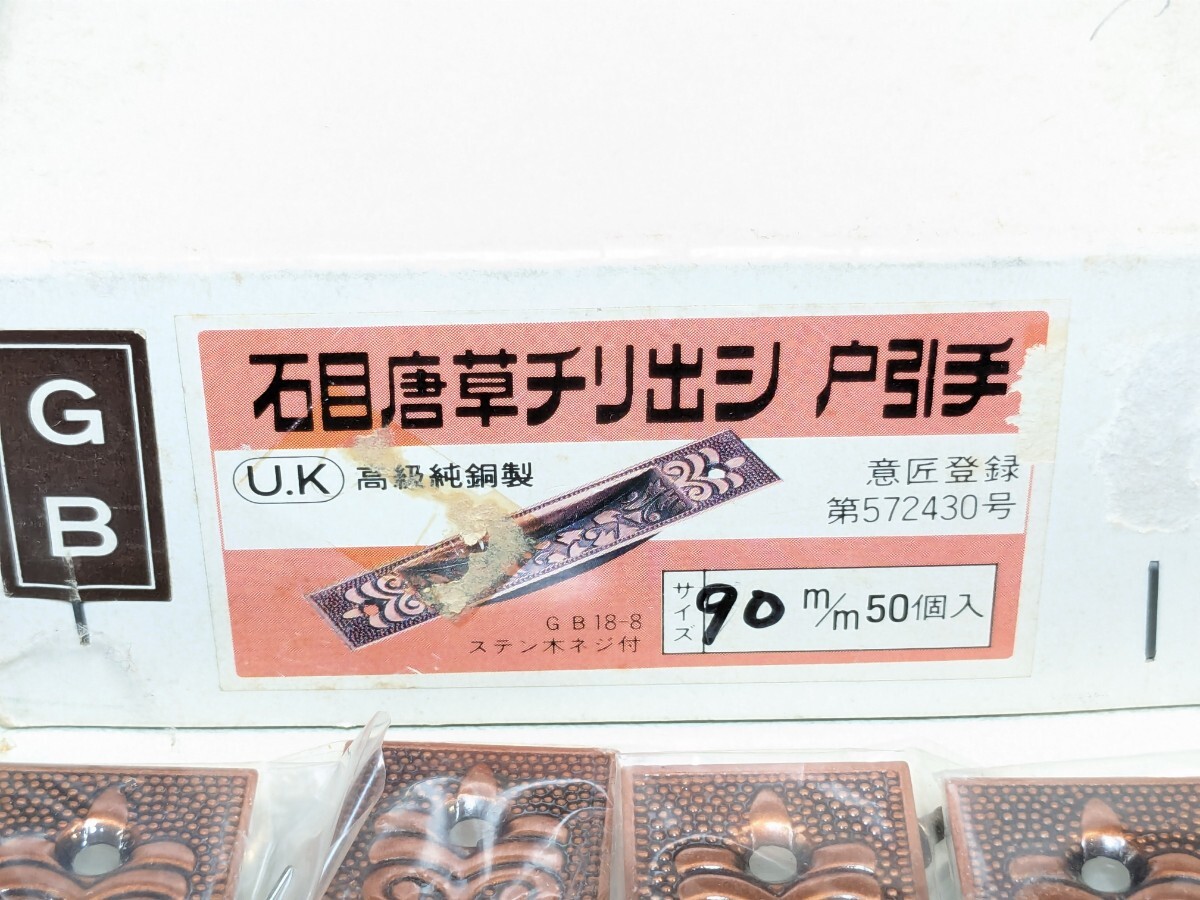 G
B
石目唐草チリ出シ 戸引手
U.K 高級純銅製
意匠登録
第572430号
GB18-8
ステン木ネジ付
サイズ 90 m/m 50個入